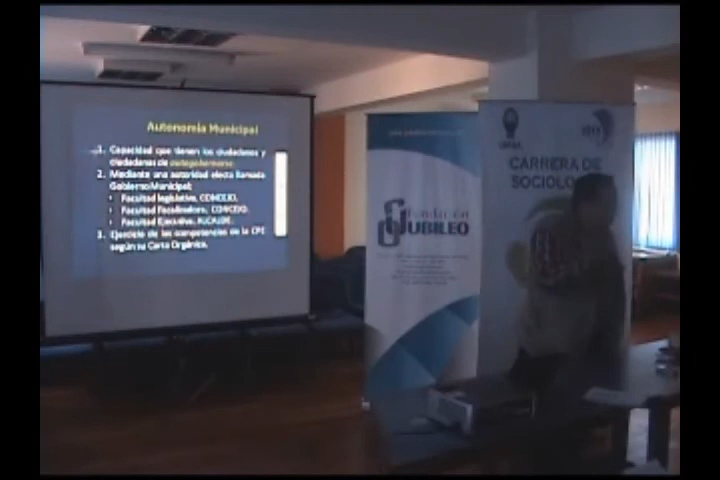 Autonomía Municipal
1. Capacidad que tienen los ciudadanos y
ciudadanas de autogobierno
2. Mediante una autoridad electa llamada
Gobierno Municipal;
• Facultad legislativa, CONCEJO,
• Facultad Fiscalizadora, CONCEJO.
• Facultad Ejecutiva, ALCALDE.
3. Ejercicio de las competencias de la CPE
según su Carta Orgánica.
Fundación
JUBILEO
CARRERA DE